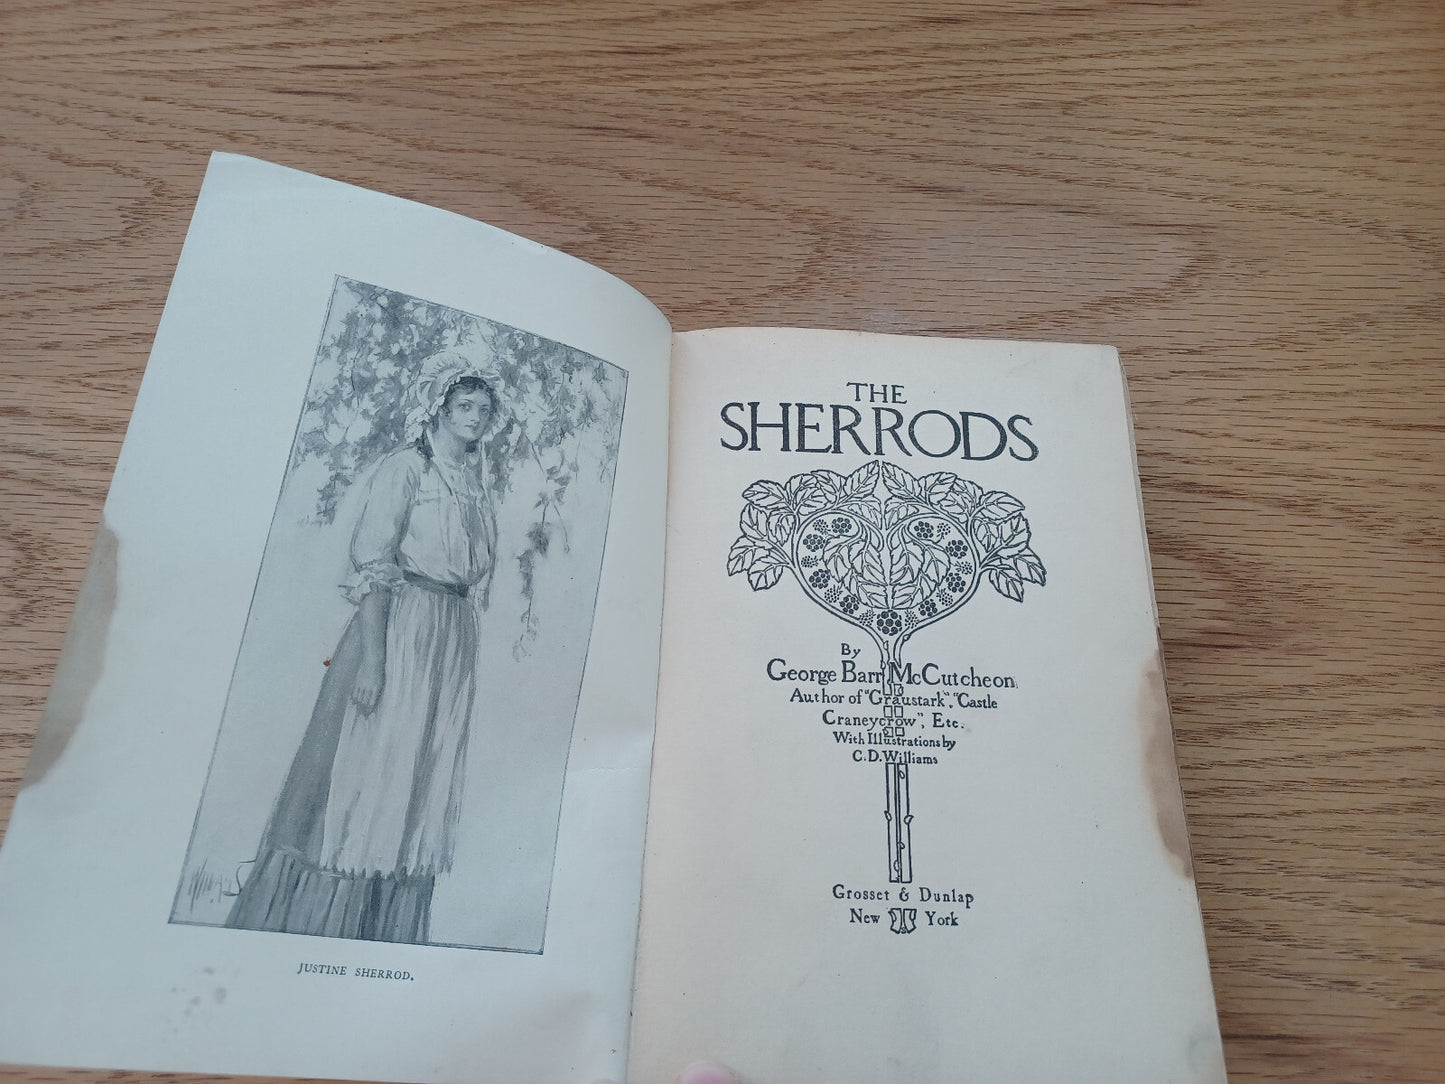 JUSTINE SHERROD.
THE
SHERRODS
By
George Barr McCutcheon
Author of "Graustark", "Castle
Craneycrow", Etc.
With Illustrations by
C.D. Williams
Grosset & Dunlap
New York